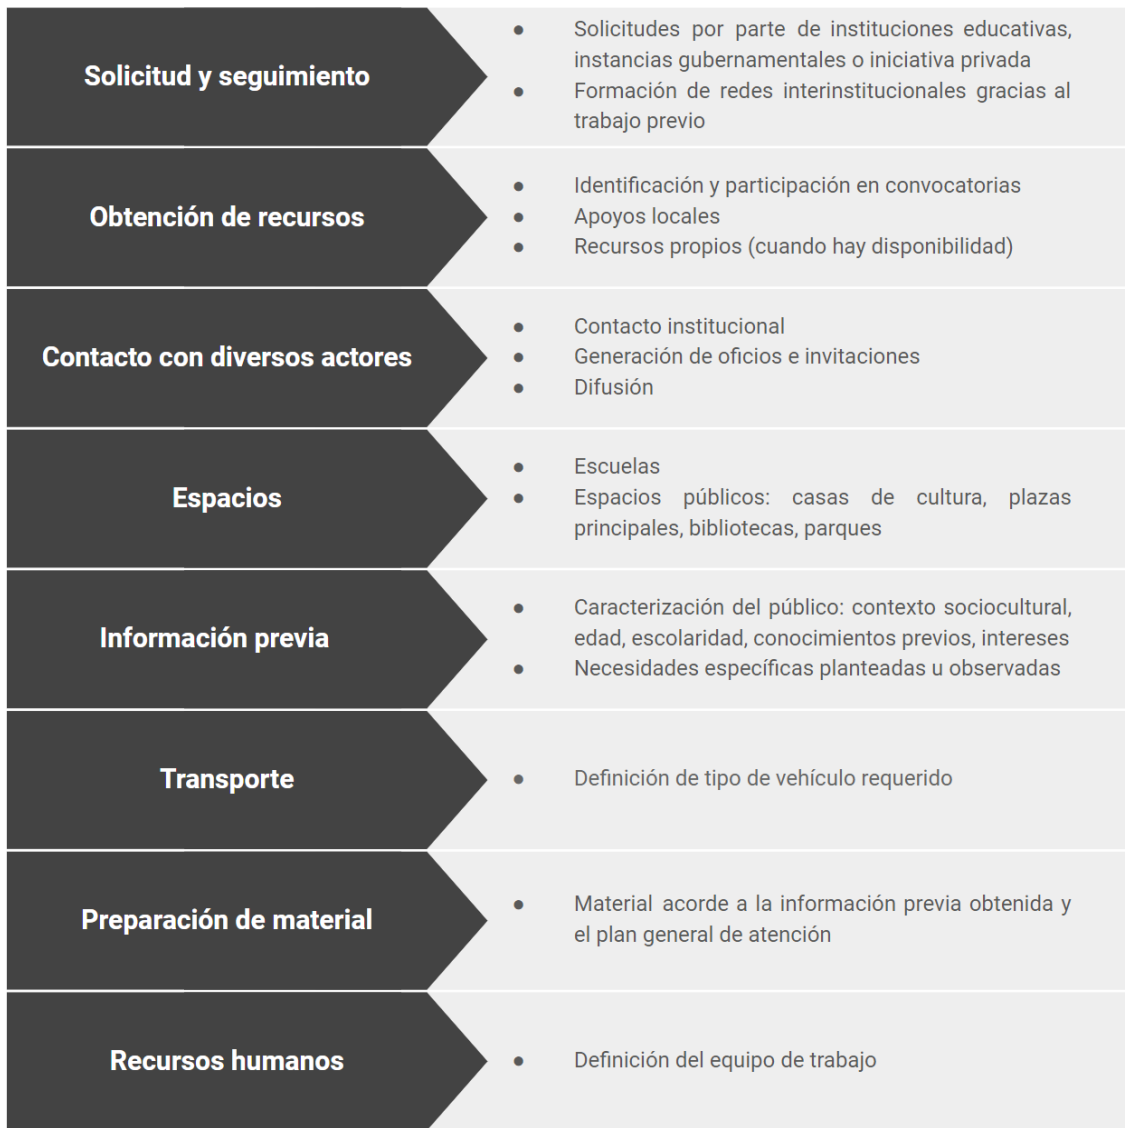 Solicitud y seguimiento
● Solicitudes por parte de instituciones educativas,
instancias gubernamentales o iniciativa privada
● Formación de redes interinstitucionales gracias al
trabajo previo
Obtención de recursos
● Identificación y participación en convocatorias
● Apoyos locales
● Recursos propios (cuando hay disponibilidad)
Contacto con diversos actores
● Contacto institucional
● Generación de oficios e invitaciones
● Difusión
Espacios
● Escuelas
● Espacios públicos: casas de cultura, plazas
principales, bibliotecas, parques
Información previa
● Caracterización del público: contexto sociocultural,
edad, escolaridad, conocimientos previos, intereses
● Necesidades específicas planteadas u observadas
Transporte
● Definición de tipo de vehículo requerido
Preparación de material
● Material acorde a la información previa obtenida y
el plan general de atención
Recursos humanos
● Definición del equipo de trabajo